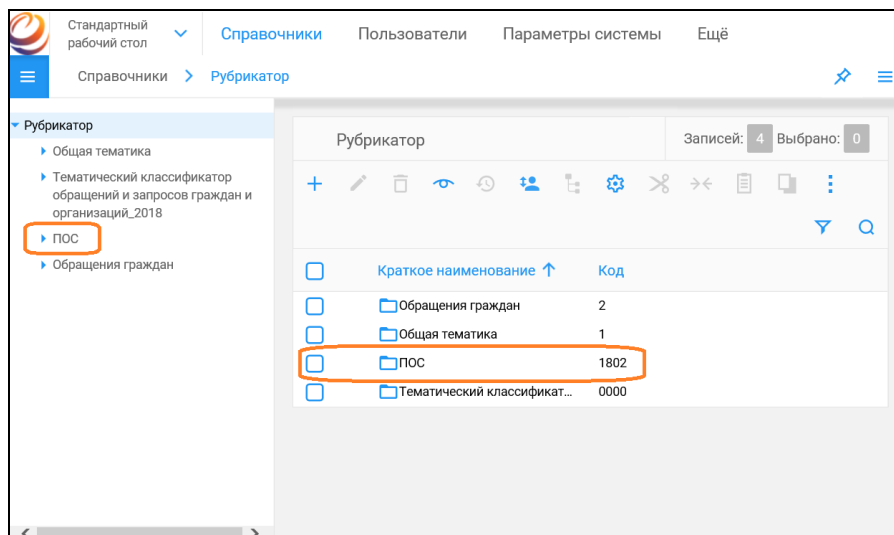 Стандартный
рабочий стол
Справочники
Пользователи
Параметры системы
Ещё
Справочники > Рубрикатор
Рубрикатор
Общая тематика
Тематический классификатор
обращений и запросов граждан и
организаций_2018
ПОС
Обращения граждан
Рубрикатор
Записей: 4 Выбрано: 0
Краткое наименование Код
Обращения граждан 2
Общая тематика 1
ПОС 1802
Тематический классификат... 0000